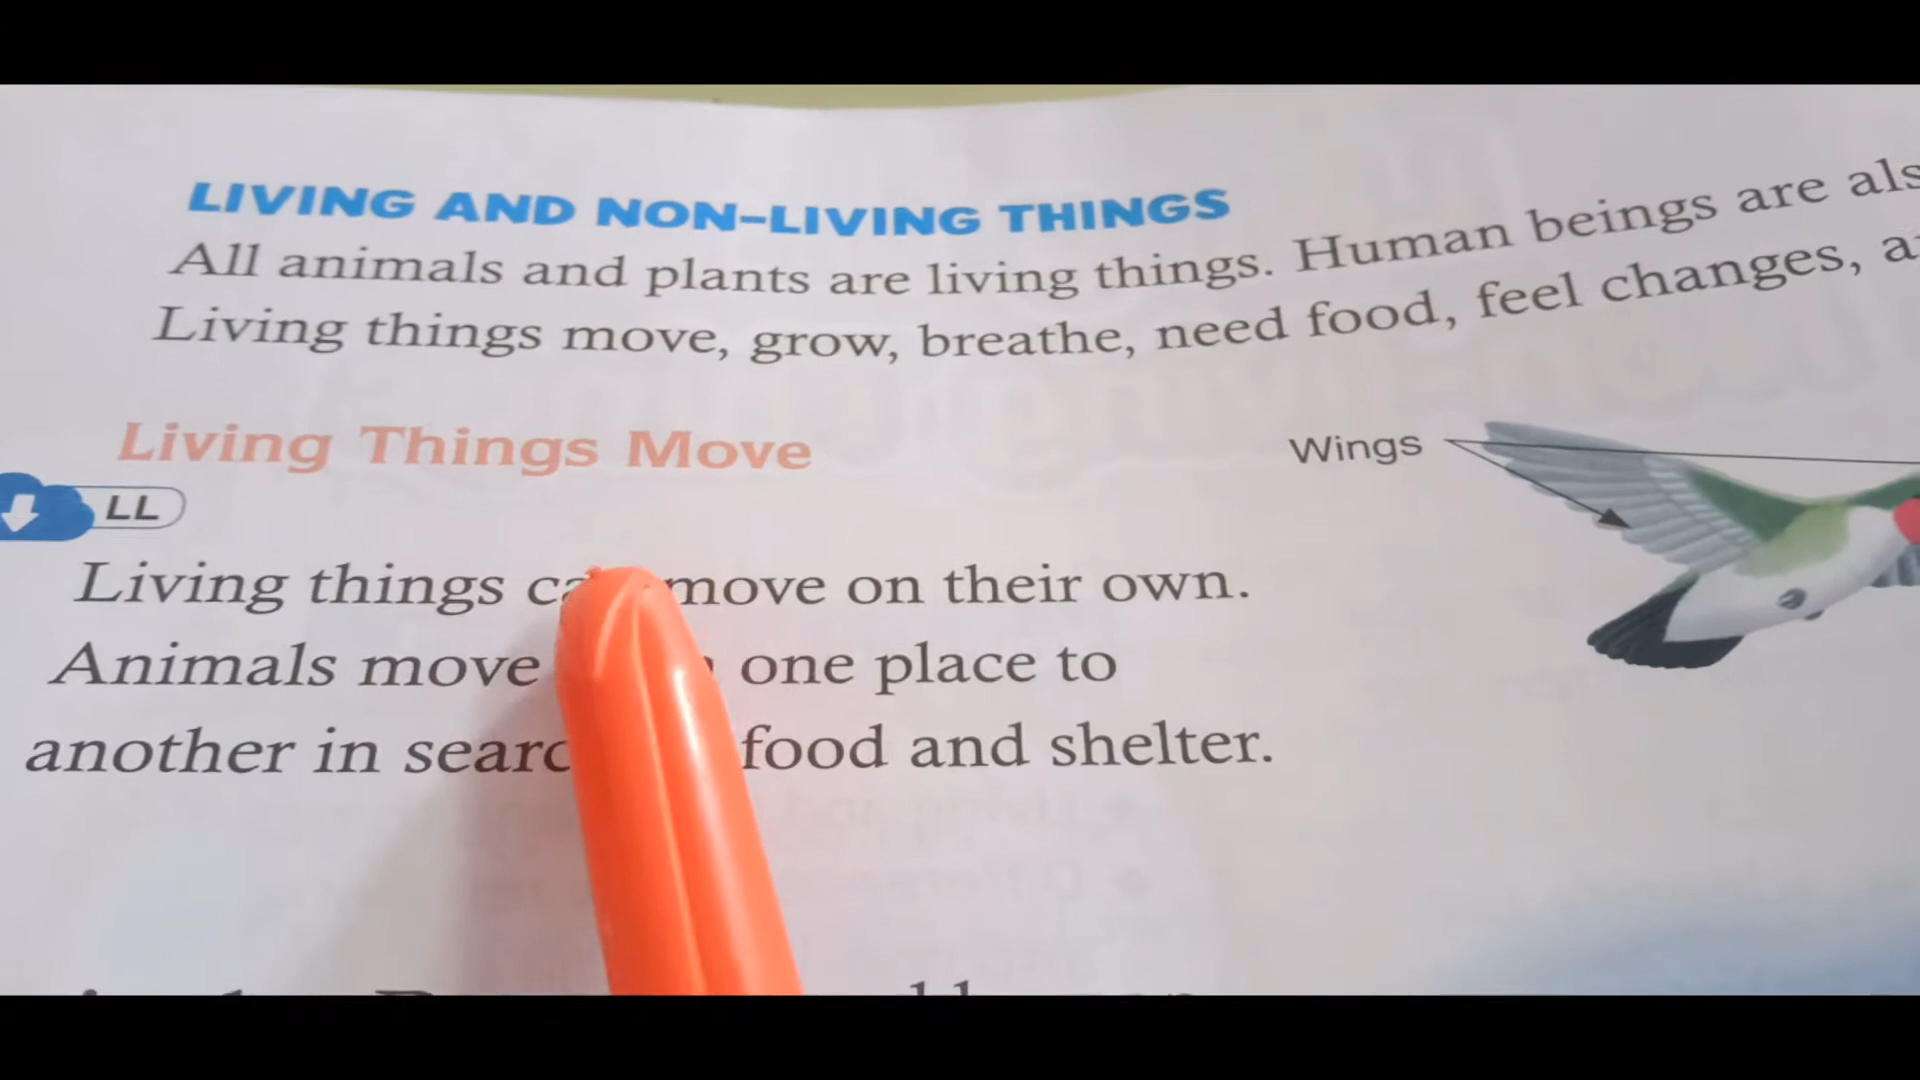 LIVING AND NON-LIVING THINGS
All animals and plants are living things. Human beings are
Living things move, grow, breathe, need food, feel changes,
Living Things Move
Wings
LL
Living things move on their own.
Animals move one place to
another in food and shelter.